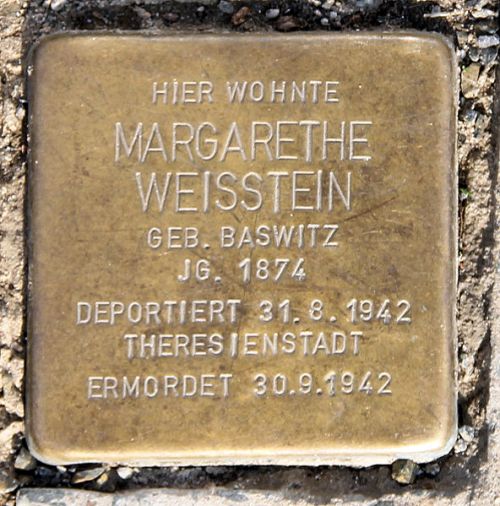 HIER WOHNTE
MARGARETHE
WEISSTEIN
GEB. BASWITZ
JG. 1874
DEPORTIERT 31.8.1942
THERESIENSTADT
ERMORDET 30.9.1942